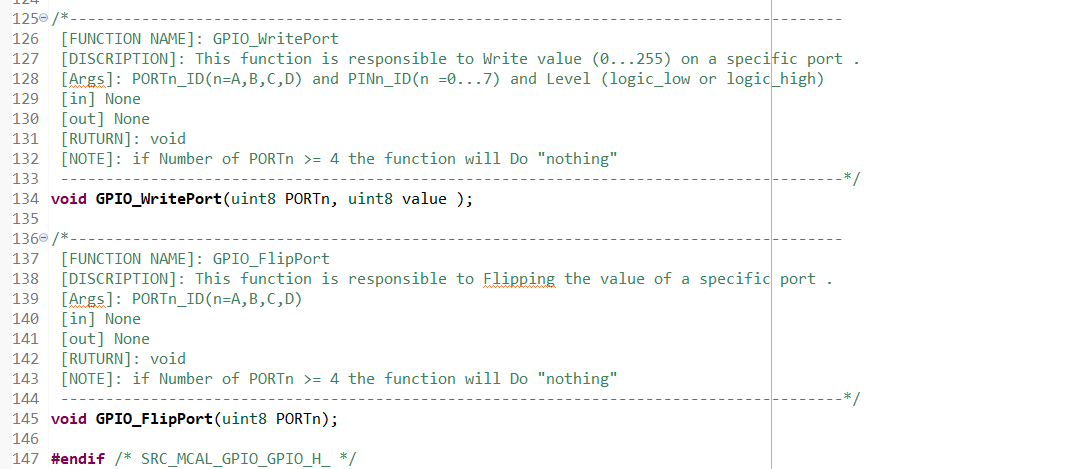 125 /*--------------------------------------------------------------------------------------
126 [FUNCTION NAME]: GPIO_WritePort
127 [DISCRIPTION]: This function is responsible to Write value (0...255) on a specific port .
128 [Args]: PORTn_ID(n=A,B,C,D) and PINn_ID(n =0...7) and Level (logic_low or logic_high)
129 [in] None
130 [out] None
131 [RUTURN]: void
132 [NOTE]: if Number of PORTn >= 4 the function will Do "nothing"
133 ---------------------------------------------------------------------------------------*/
134 void GPIO_WritePort(uint8 PORTn, uint8 value );
135
136 /*--------------------------------------------------------------------------------------
137 [FUNCTION NAME]: GPIO_FlipPort
138 [DISCRIPTION]: This function is responsible to Flipping the value of a specific port .
139 [Args]: PORTn_ID(n=A,B,C,D)
140 [in] None
141 [out] None
142 [RUTURN]: void
143 [NOTE]: if Number of PORTn >= 4 the function will Do "nothing"
144 ---------------------------------------------------------------------------------------*/
145 void GPIO_FlipPort(uint8 PORTn);
146
147 #endif /* SRC_MCAL_GPIO_GPIO_H_ */